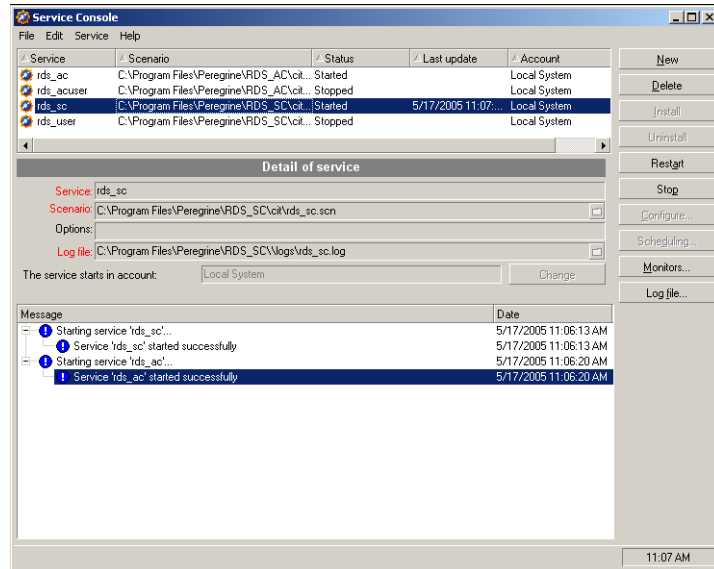 Service Console
File Edit Service Help
Service Scenario Status Last update Account
rds_ac C:\Program Files\Peregrine\RDS_AC\cit... Started Local System
rds_acuser C:\Program Files\Peregrine\RDS_AC\cit... Stopped Local System
rds_sc C:\Program Files\Peregrine\RDS_SC\cit... Started 5/17/2005 11:07:... Local System
rds_user C:\Program Files\Peregrine\RDS_SC\cit... Stopped Local System
Detail of service
Service: rds_sc
Scenario: C:\Program Files\Peregrine\RDS_SC\cit\rds_sc.scn
Options:
Log file: C:\Program Files\Peregrine\RDS_SC\\logs\rds_sc.log
The service starts in account: Local System Change
Message Date
Starting service 'rds_sc'... 5/17/2005 11:06:13 AM
Service 'rds_sc' started successfully 5/17/2005 11:06:13 AM
Starting service 'rds_ac'... 5/17/2005 11:06:20 AM
Service 'rds_ac' started successfully 5/17/2005 11:06:20 AM
New
Delete
Install
Uninstall
Restart
Stop
Configure...
Scheduling...
Monitors...
Log file...
11:07 AM